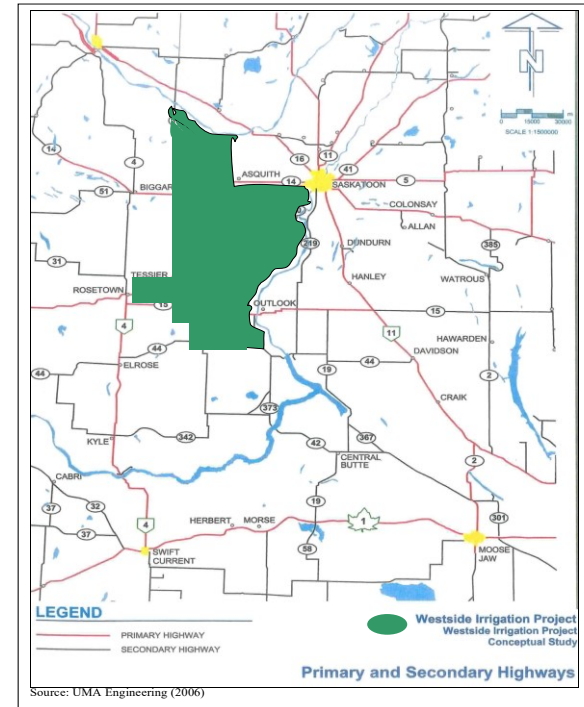 N
15000 30000 m
SCALE 1:1500000
14
4
16
11
41
5
51
BIGGAR
ASQUITH
14
SASKATOON
COLONSAY
ALLAN
219
DUNDURN
385
31
TESSIER
HANLEY
WATROUS
ROSETOWN
15
OUTLOOK
15
4
11
HAWARDEN
44
DAVIDSON
44
ELROSE
19
44
2
373
CRAIK
KYLE
342
42
367
CENTRAL
BUTTE
2
CABRI
37
32
19
301
37
4
HERBERT
MORSE
1
58
SWIFT
CURRENT
MOOSE
JAW
LEGEND
PRIMARY HIGHWAY
SECONDARY HIGHWAY
Westside Irrigation Project
Westside Irrigation Project
Conceptual Study
Primary and Secondary Highways
Source: UMA Engineering (2006)